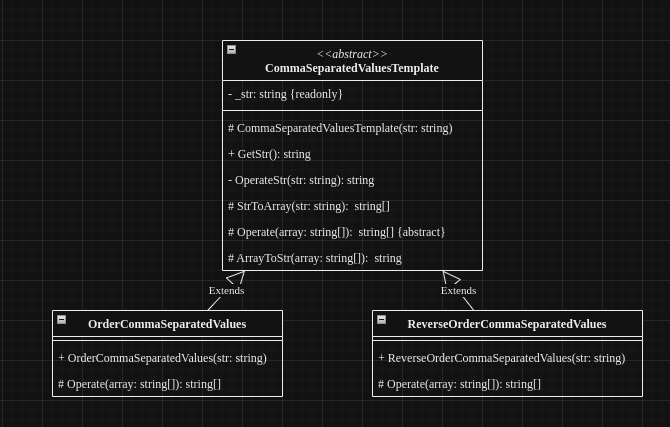 <<abstract>>
CommaSeparatedValuesTemplate
- _str: string {readonly}
# CommaSeparatedValuesTemplate(str: string)
+ GetStr(): string
- OperateStr(str: string): string
# StrToArray(str: string):  string[]
# Operate(array: string[]):  string[] {abstract}
# ArrayToStr(array: string[]):  string
Extends
Extends
OrderCommaSeparatedValues
+ OrderCommaSeparatedValues(str: string)
# Operate(array: string[]): string[]
ReverseOrderCommaSeparatedValues
+ ReverseOrderCommaSeparatedValues(str: string)
# Operate(array: string[]): string[]